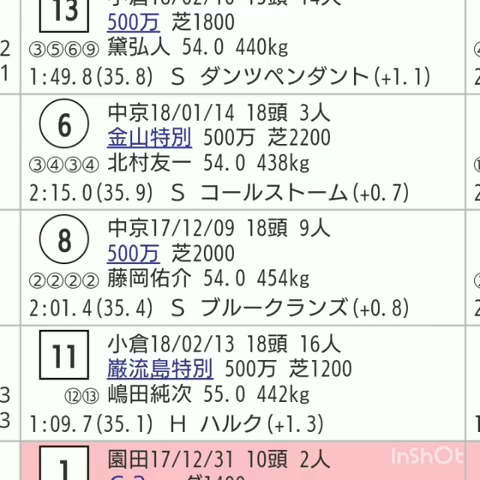 13
500万 芝1800
③⑤⑥⑨ 黛弘人 54.0 440kg
1:49.8(35.8) S ダンツペンダント(+1.1)
6
中京18/01/14 18頭 3人
金山特別 500万 芝2200
③④③④ 北村友一 54.0 438kg
2:15.0(35.9) S コールストーム(+0.7)
8
中京17/12/09 18頭 9人
500万 芝2000
②②②② 藤岡佑介 54.0 454kg
2:01.4(35.4) S ブルークランズ(+0.8)
11
小倉18/02/13 18頭 16人
巌流島特別 500万 芝1200
⑫⑬ 嶋田純次 55.0 442kg
1:09.7(35.1) H ハルク(+1.3)
1
園田17/12/31 10頭 2人
InShOt